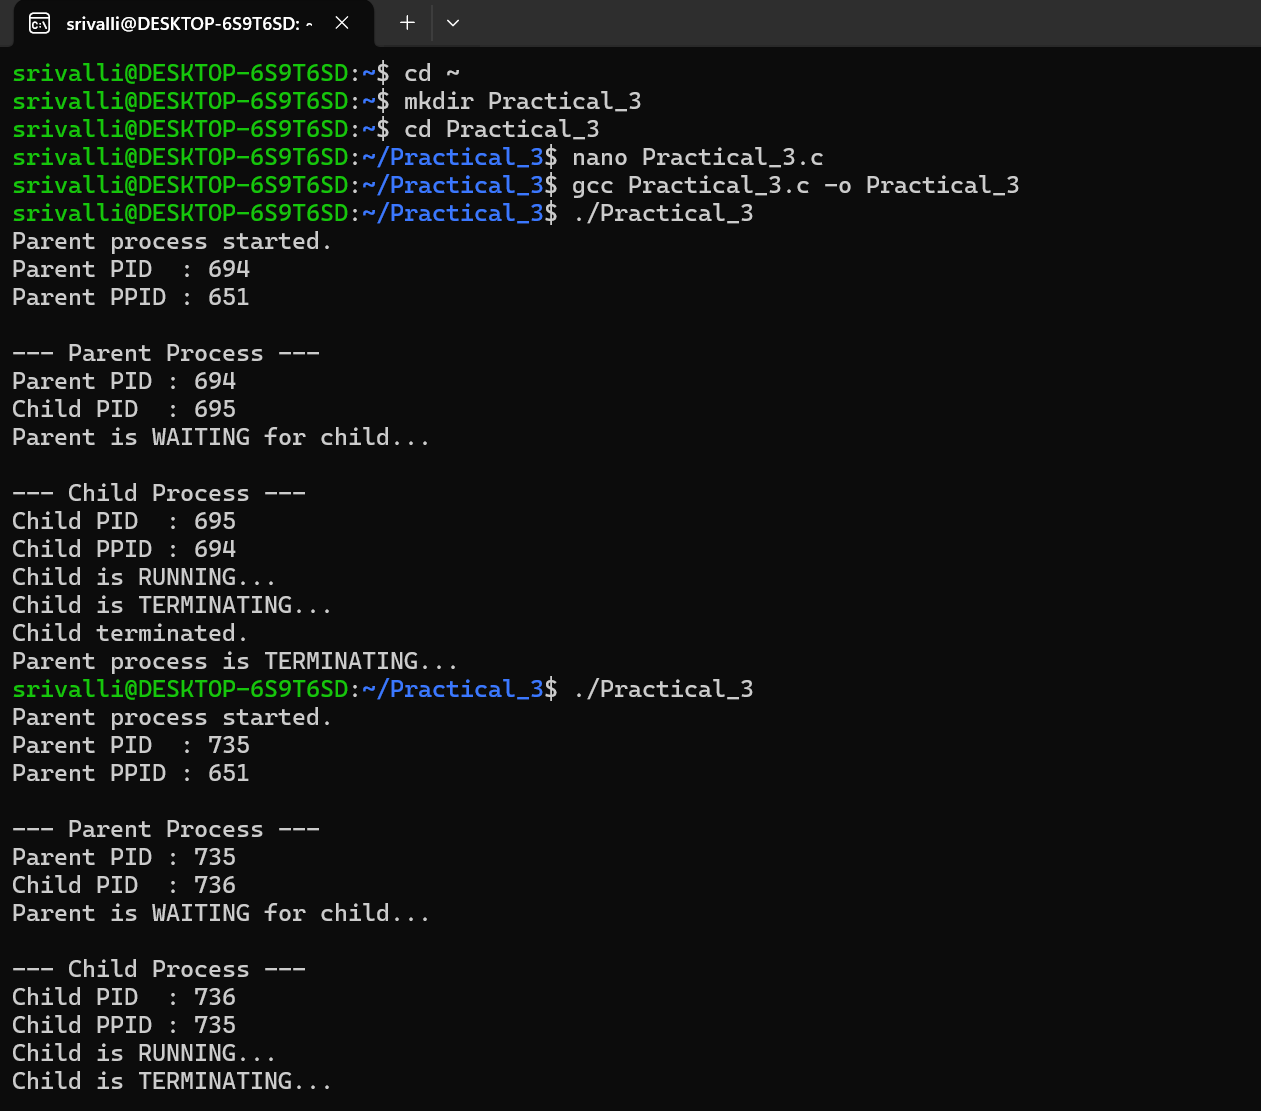 srivalli@DESKTOP-6S9T6SD: ~
srivalli@DESKTOP-6S9T6SD:~$ cd ~
srivalli@DESKTOP-6S9T6SD:~$ mkdir Practical_3
srivalli@DESKTOP-6S9T6SD:~$ cd Practical_3
srivalli@DESKTOP-6S9T6SD:~/Practical_3$ nano Practical_3.c
srivalli@DESKTOP-6S9T6SD:~/Practical_3$ gcc Practical_3.c -o Practical_3
srivalli@DESKTOP-6S9T6SD:~/Practical_3$ ./Practical_3
Parent process started.
Parent PID  : 694
Parent PPID : 651

--- Parent Process ---
Parent PID : 694
Child PID  : 695
Parent is WAITING for child...

--- Child Process ---
Child PID  : 695
Child PPID : 694
Child is RUNNING...
Child is TERMINATING...
Child terminated.
Parent process is TERMINATING...
srivalli@DESKTOP-6S9T6SD:~/Practical_3$ ./Practical_3
Parent process started.
Parent PID  : 735
Parent PPID : 651

--- Parent Process ---
Parent PID : 735
Child PID  : 736
Parent is WAITING for child...

--- Child Process ---
Child PID  : 736
Child PPID : 735
Child is RUNNING...
Child is TERMINATING...